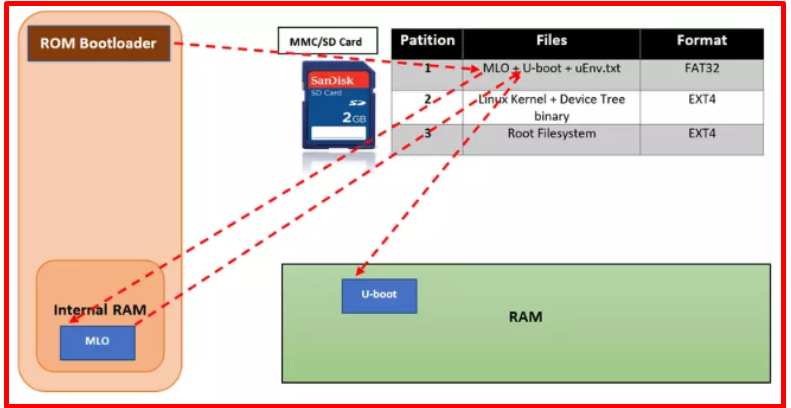 ROM Bootloader
MMC/SD Card
Patition Files Format
1 MLO + U-boot + uEnv.txt FAT32
2 Linux Kernel + Device Tree binary EXT4
3 Root Filesystem EXT4
SanDisk
SD Card
SD
2GB
Internal RAM
MLO
U-boot
RAM